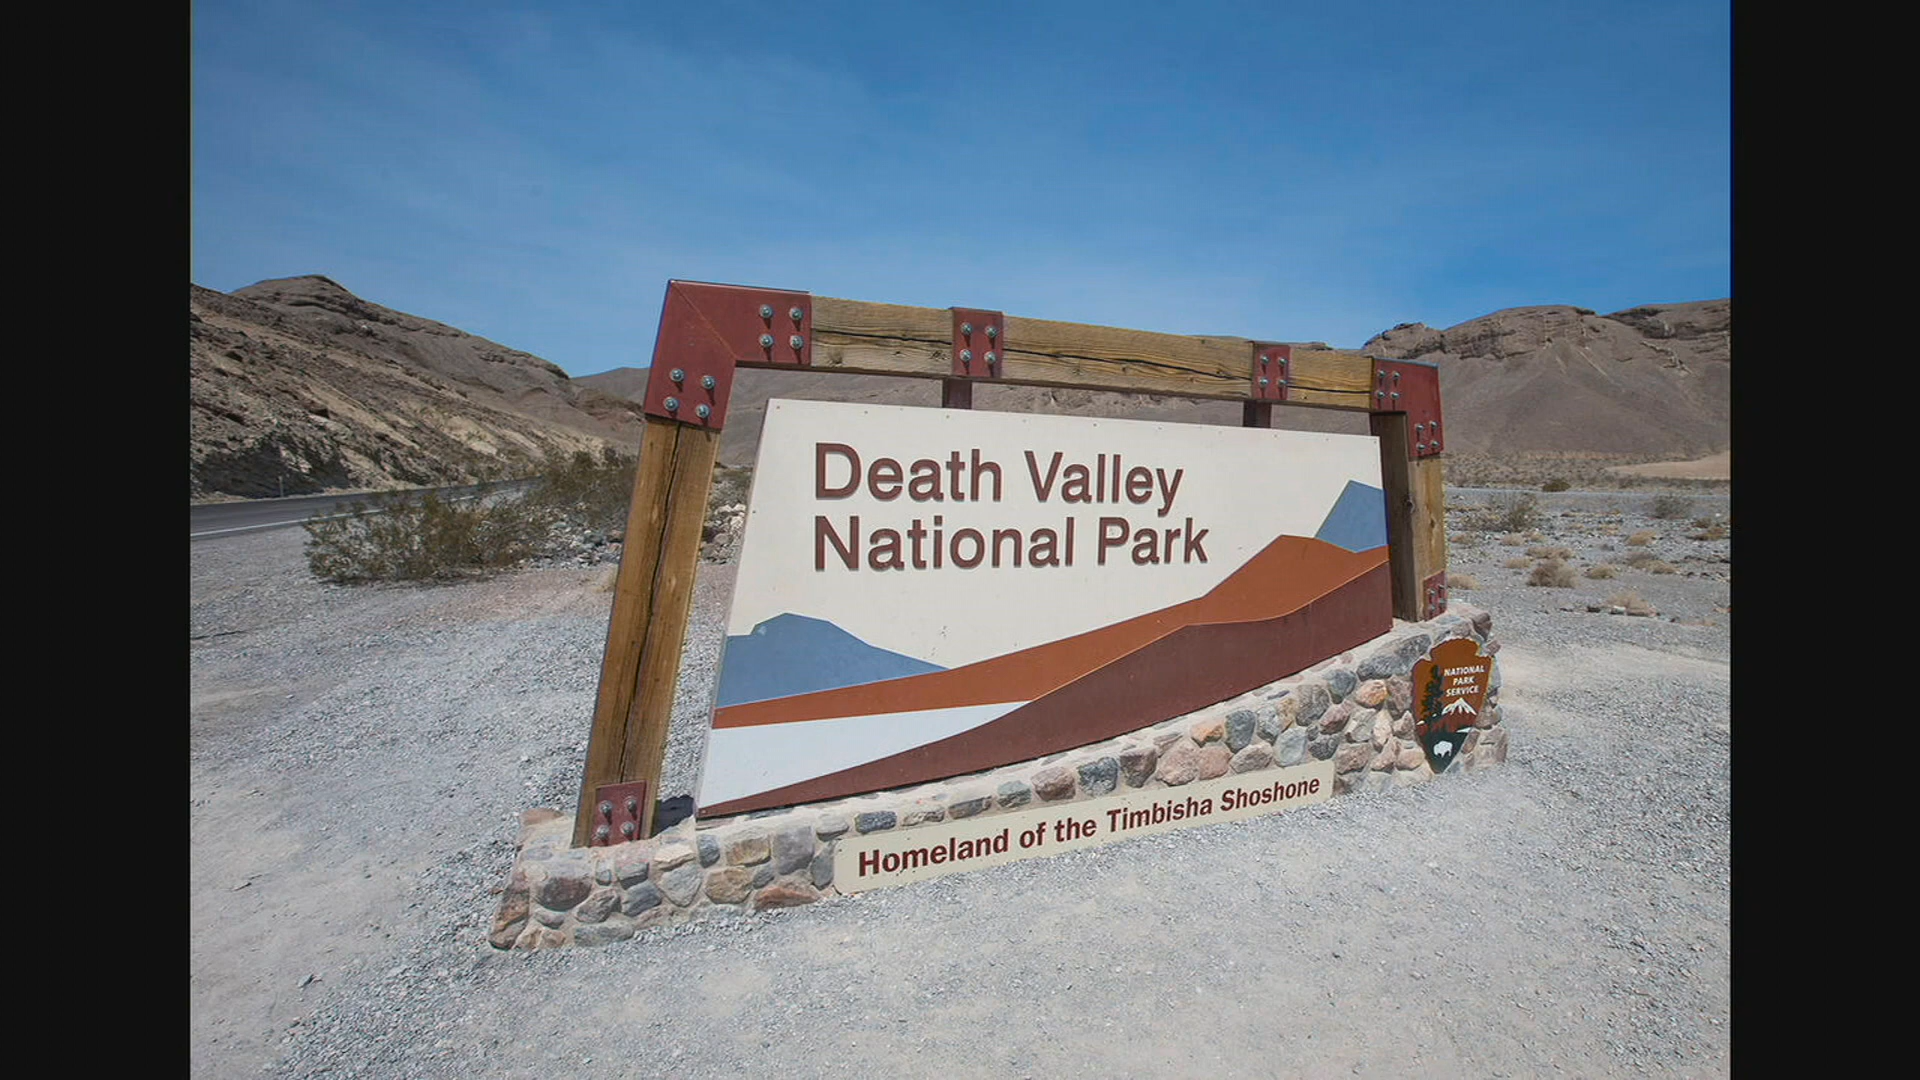 Death Valley
National Park
NATIONAL
PARK
SERVICE
Homeland of the Timbisha Shoshone